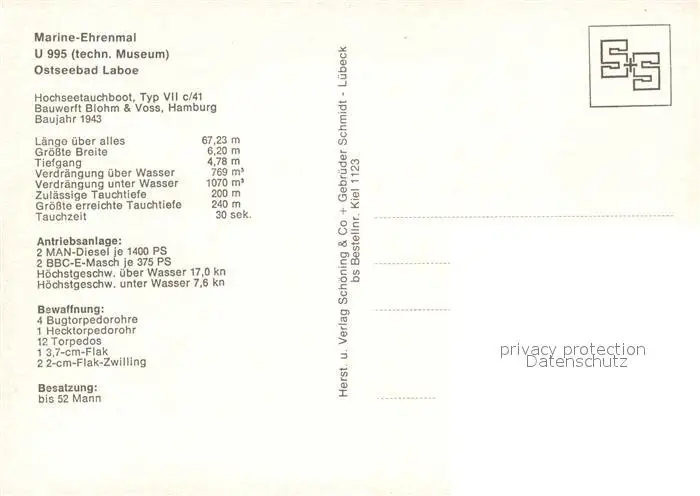 Marine-Ehrenmal
U 995 (techn. Museum)
Ostseebad Laboe
Hochseetauchboot, Typ VII c/41
Bauwerft Blohm & Voss, Hamburg
Baujahr 1943
Länge über alles 67,23 m
Größte Breite 6,20 m
Tiefgang 4,78 m
Verdrängung über Wasser 769 m³
Verdrängung unter Wasser 1070 m³
Zulässige Tauchtiefe 200 m
Größte erreichte Tauchtiefe 240 m
Tauchzeit 30 sek.
Antriebsanlage:
2 MAN-Diesel je 1400 PS
2 BBC-E-Masch je 375 PS
Höchstgeschw. über Wasser 17,0 kn
Höchstgeschw. unter Wasser 7,6 kn
Bewaffnung:
4 Bugtorpedorohre
1 Hecktorpedorohr
12 Torpedos
1 3,7-cm-Flak
2 2-cm-Flak-Zwilling
Besatzung:
bis 52 Mann
Herst. u. Verlag Schöning & Co + Gebrüder Schmidt - Lübeck
bs Bestellnr. Kiel 1123
S+S
privacy protection
Datenschutz